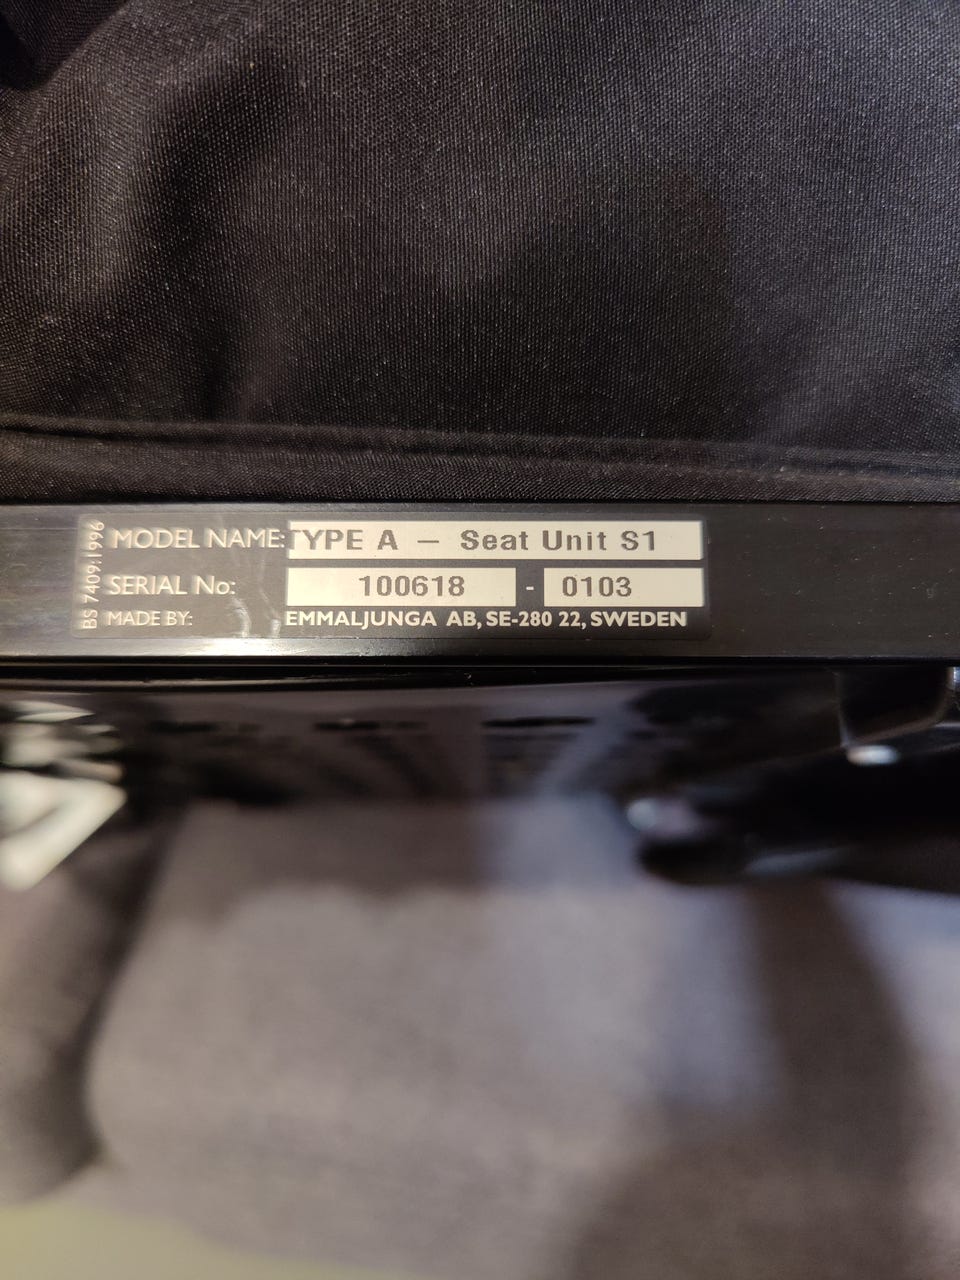 BS 7409:1996
MODEL NAME: TYPE A – Seat Unit S1
SERIAL No: 100618 - 0103
MADE BY: EMMALJUNGA AB, SE-280 22, SWEDEN